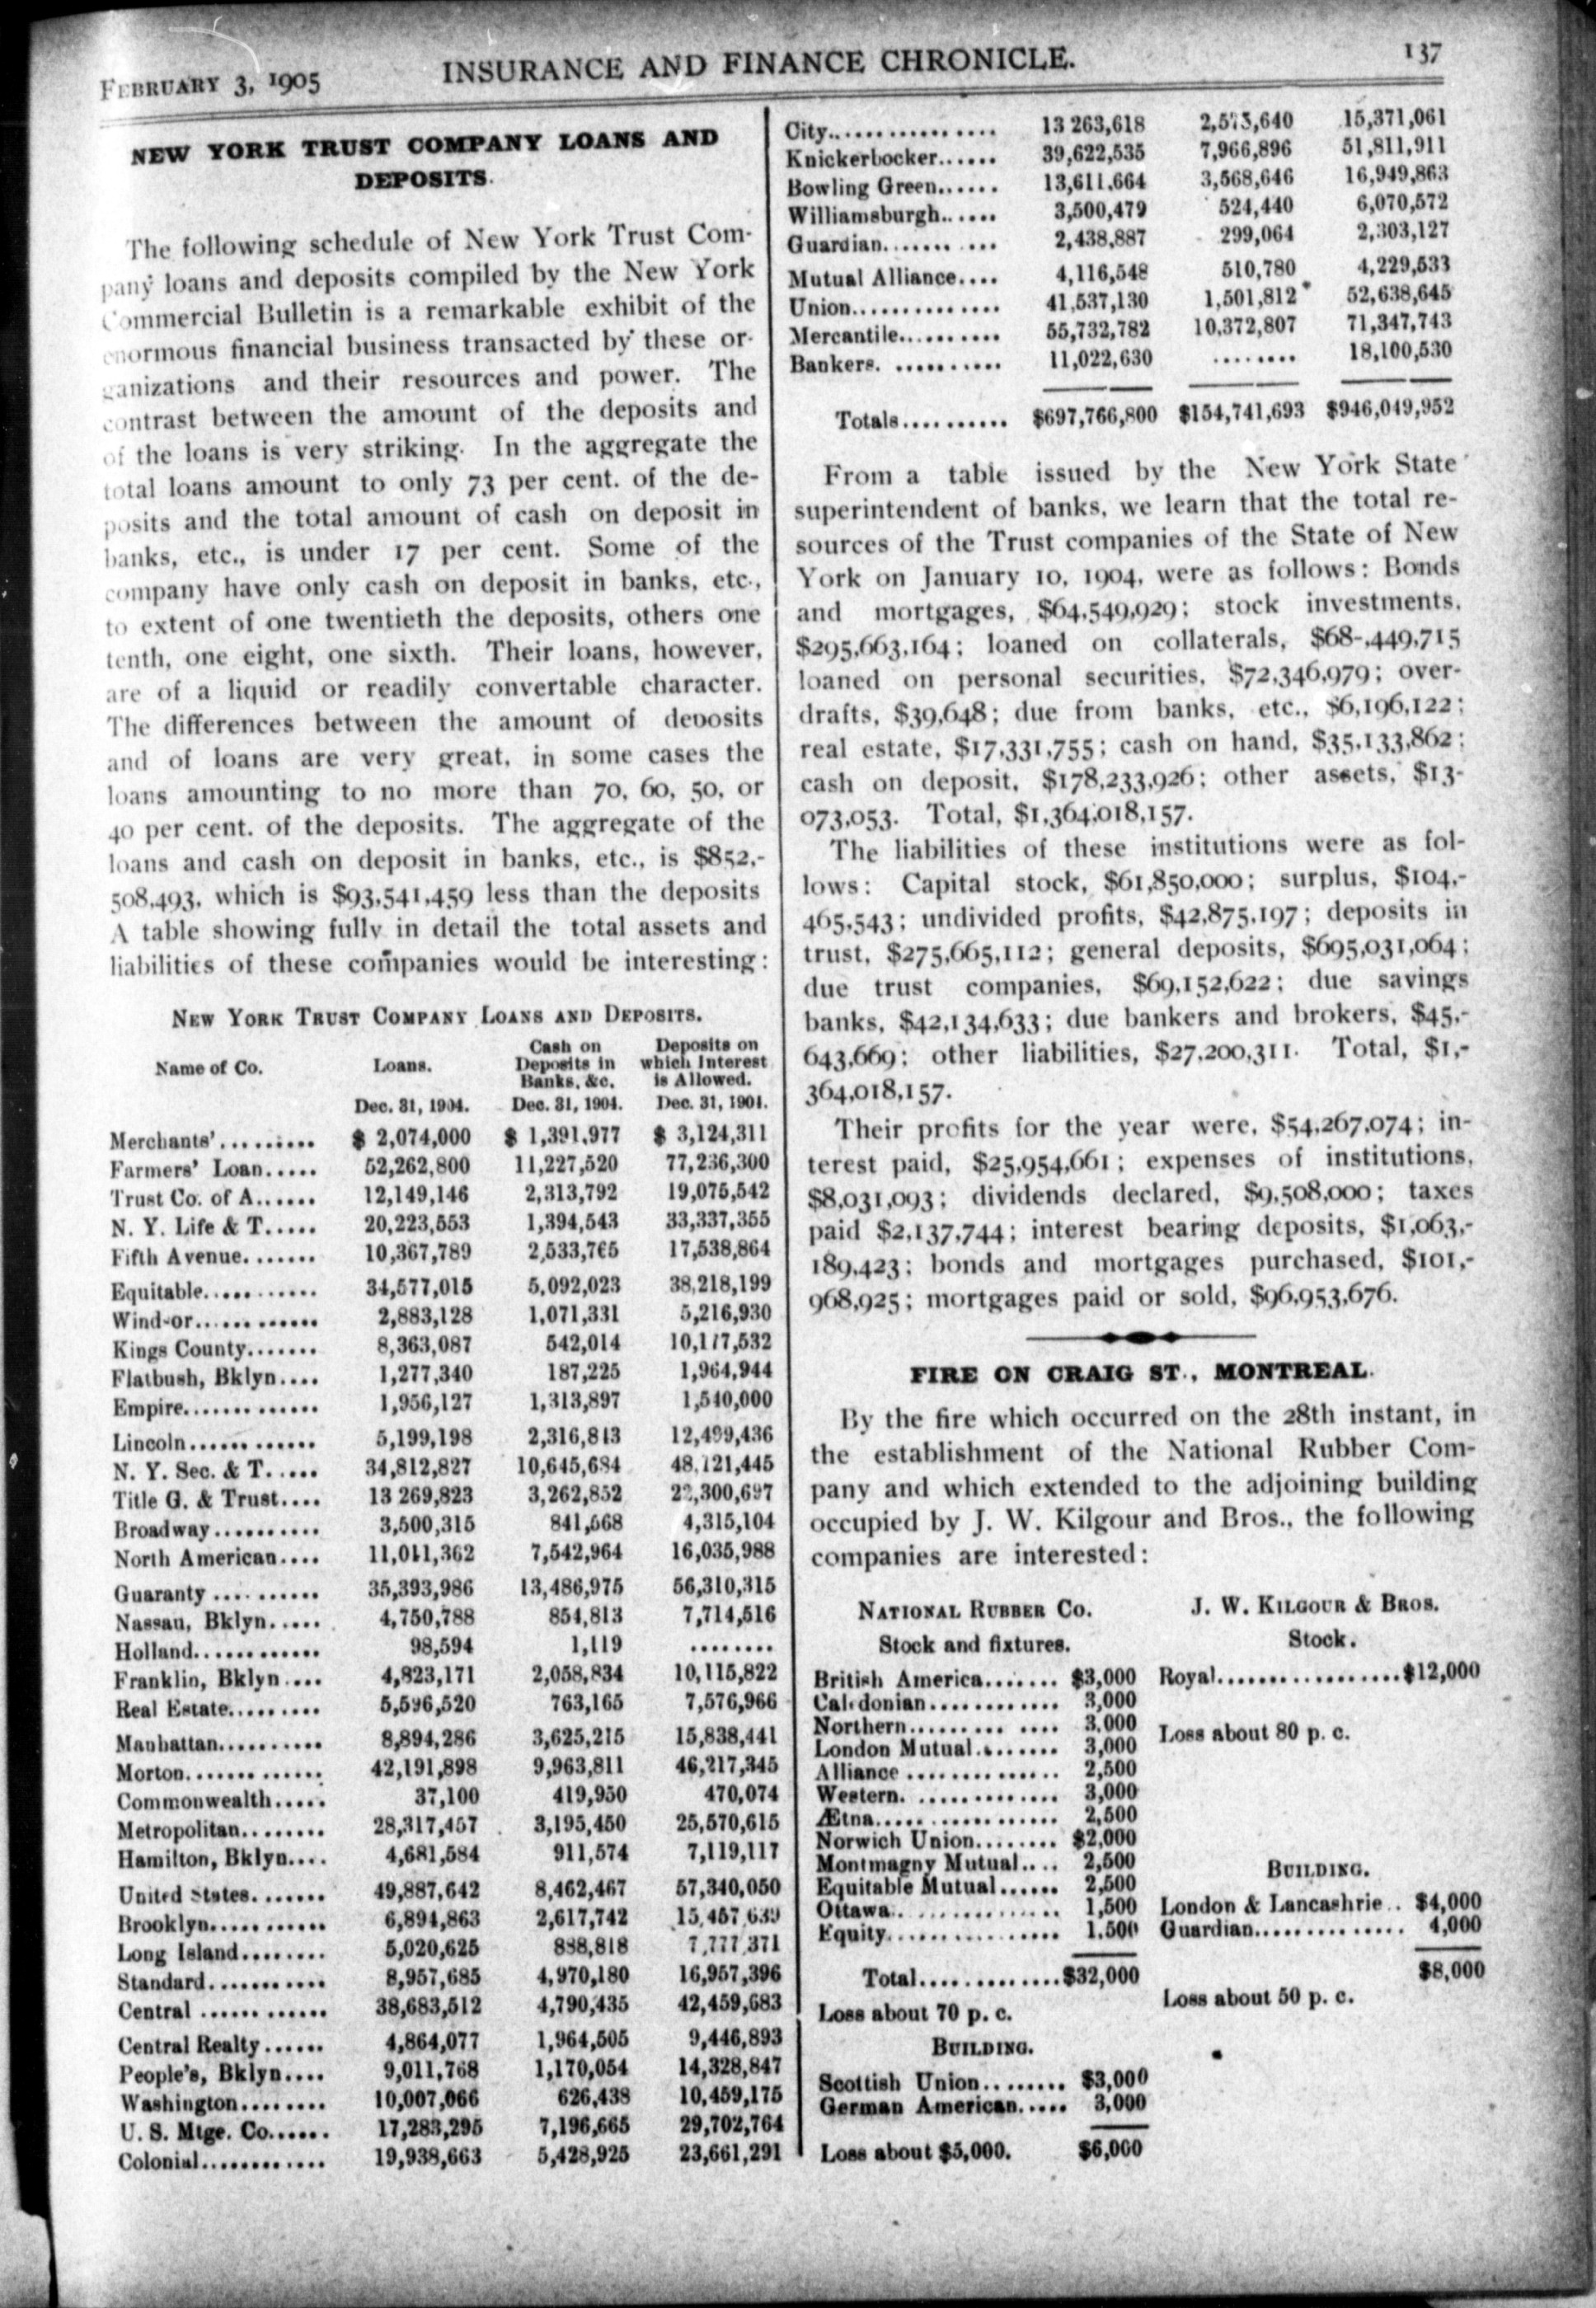 FEBRUARY 3, 1905 INSURANCE AND FINANCE CHRONICLE. 137
NEW YORK TRUST COMPANY LOANS AND
DEPOSITS.
The following schedule of New York Trust Com-
pany loans and deposits compiled by the New York
Commercial Bulletin is a remarkable exhibit of the
enormous financial business transacted by these or-
ganizations and their resources and power. The
contrast between the amount of the deposits and
of the loans is very striking. In the aggregate the
total loans amount to only 73 per cent. of the de-
posits and the total amount of cash on deposit in
banks, etc., is under 17 per cent. Some of the
company have only cash on deposit in banks, etc.,
to extent of one twentieth the deposits, others one
tenth, one eight, one sixth. Their loans, however,
are of a liquid or readily convertable character.
The differences between the amount of deposits
and of loans are very great, in some cases the
loans amounting to no more than 70, 60, 50, or
40 per cent. of the deposits. The aggregate of the
loans and cash on deposit in banks, etc., is $852,-
508,493, which is $93,541,459 less than the deposits
A table showing fully in detail the total assets and
liabilities of these companies would be interesting:
NEW YORK TRUST COMPANY LOANS AND DEPOSITS.
Name of Co. Loans. Cash on Deposits in Banks, &c. Deposits on which Interest is Allowed.
Dec. 31, 1904. Dec. 31, 1904. Dec. 31, 1901.
Merchants'......... $ 2,074,000 $ 1,391,977 $ 3,124,311
Farmers' Loan..... 52,262,800 11,227,520 77,236,300
Trust Co. of A...... 12,149,146 2,313,792 19,075,542
N. Y. Life & T..... 20,223,553 1,394,543 33,337,355
Fifth Avenue....... 10,367,789 2,533,765 17,538,864
Equitable........... 34,577,015 5,092,023 38,218,199
Wind-or............ 2,883,128 1,071,331 5,216,930
Kings County....... 8,363,087 542,014 10,117,532
Flatbush, Bklyn.... 1,277,340 187,225 1,964,944
Empire............. 1,956,127 1,313,897 1,540,000
Lincoln............ 5,199,198 2,316,813 12,499,436
N. Y. Sec. & T..... 34,812,827 10,645,684 48,121,445
Title G. & Trust.... 13 269,823 3,262,852 22,300,697
Broadway.......... 3,500,315 841,568 4,315,104
North American.... 11,011,362 7,542,964 16,035,988
Guaranty .......... 35,393,986 13,486,975 56,310,315
Nassau, Bklyn..... 4,750,788 854,813 7,714,516
Holland............ 98,594 1,119 ........
Franklin, Bklyn.... 4,823,171 2,058,834 10,115,822
Real Estate......... 5,596,520 763,165 7,576,966
Manhattan.......... 8,894,286 3,625,215 15,838,441
Morton............. 42,191,898 9,963,811 46,217,345
Commonwealth..... 37,100 419,950 470,074
Metropolitan........ 28,317,457 3,195,450 25,570,615
Hamilton, Bklyn.... 4,681,584 911,574 7,119,117
United States....... 49,887,642 8,462,467 57,340,050
Brooklyn........... 6,894,863 2,617,742 15,457,639
Long Island........ 5,020,625 888,818 7,777,371
Standard........... 8,957,685 4,970,180 16,957,396
Central ............ 38,683,512 4,790,435 42,459,683
Central Realty...... 4,864,077 1,964,505 9,446,893
People's, Bklyn.... 9,011,768 1,170,054 14,328,847
Washington........ 10,007,066 626,438 10,459,175
U. S. Mtge. Co...... 17,283,295 7,196,665 29,702,764
Colonial............ 19,938,663 5,428,925 23,661,291
City................ 13 263,618 2,573,640 15,371,061
Knickerbocker...... 39,622,535 7,966,896 51,811,911
Bowling Green...... 13,611,664 3,568,646 16,949,863
Williamsburgh...... 3,500,479 524,440 6,070,572
Guardian.......... 2,438,887 299,064 2,303,127
Mutual Alliance.... 4,116,548 510,780 4,229,533
Union.............. 41,537,130 1,501,812 52,638,645
Mercantile.......... 55,732,782 10,372,807 71,347,743
Bankers. .......... 11,022,630 ........ 18,100,530
Totals.......... $697,766,800 $154,741,693 $946,049,952
From a table issued by the New York State
superintendent of banks, we learn that the total re-
sources of the Trust companies of the State of New
York on January 10, 1904, were as follows: Bonds
and mortgages, $64,549,929; stock investments,
$295,663,164; loaned on collaterals, $68-,449,715
loaned on personal securities, $72,346,979; over-
drafts, $39,648; due from banks, etc., $6,196,122;
real estate, $17,331,755; cash on hand, $35,133,862;
cash on deposit, $178,233,926; other assets, $13-
073,053. Total, $1,364,018,157.
The liabilities of these institutions were as fol-
lows: Capital stock, $61,850,000; surplus, $104,-
465,543; undivided profits, $42,875,197; deposits in
trust, $275,665,112; general deposits, $695,031,064;
due trust companies, $69,152,622; due savings
banks, $42,134,633; due bankers and brokers, $45,-
643,669; other liabilities, $27,200,311. Total, $1,-
364,018,157.
Their profits for the year were, $54,267,074; in-
terest paid, $25,954,661; expenses of institutions,
$8,031,093; dividends declared, $9,508,000; taxes
paid $2,137,744; interest bearing deposits, $1,063,-
189,423; bonds and mortgages purchased, $101,-
968,925; mortgages paid or sold, $96,953,676.
FIRE ON CRAIG ST., MONTREAL.
By the fire which occurred on the 28th instant, in
the establishment of the National Rubber Com-
pany and which extended to the adjoining building
occupied by J. W. Kilgour and Bros., the following
companies are interested:
NATIONAL RUBBER CO.
Stock and fixtures.
British America....... $3,000
Caledonian............. 3,000
Northern.......... .... 3.000
London Mutual........ 3,000
Alliance .............. 2,500
Western. .............. 3,000
Ætna.................. 2,500
Norwich Union........ $2,000
Montmagny Mutual.... 2,500
Equitable Mutual...... 2,500
Ottawa................ 1,500
Equity................ 1.500
Total..............$32,000
Loss about 70 p. c.
BUILDING.
Scottish Union......... $3,000
German American..... 3,000
Loss about $5,000. $6,000
J. W. KILGOUR & BROS.
Stock.
Royal..................$12,000
Loss about 80 p. c.
BUILDING.
London & Lancashrie.. $4,000
Guardian.............. 4,000
$8,000
Loss about 50 p. c.